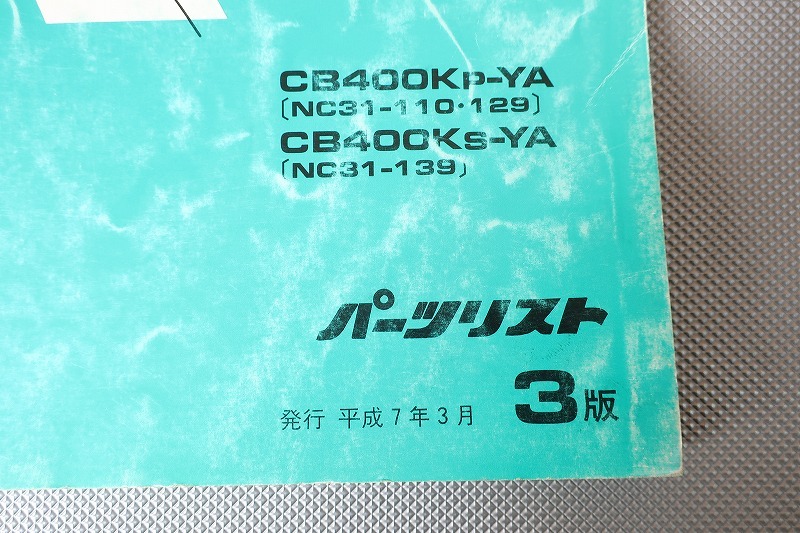 CB400KP-YA
〔NC31-110・129〕
CB400KS-YA
〔NC31-139〕
パーツリスト
3版
発行 平成7年3月